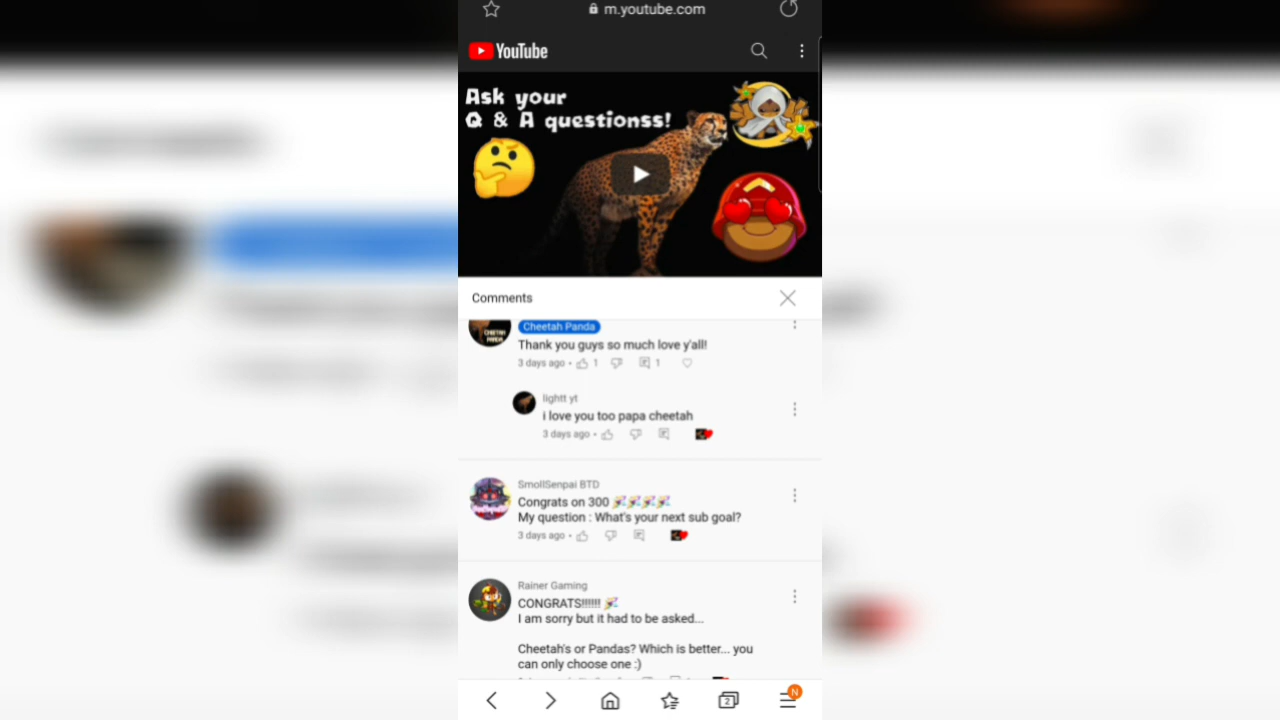 m.youtube.com
YouTube
Ask your
Q & A questionss!
Comments
CHEETAH
PANDA
Cheetah Panda
Thank you guys so much love y'all!
3 days ago • 1 1
lightt yt
i love you too papa cheetah
3 days ago •
SmollSenpai BTD
Congrats on 300 🎉🎉🎉🎉
My question : What's your next sub goal?
3 days ago •
Rainer Gaming
CONGRATS!!!!!! 🎉
I am sorry but it had to be asked...
Cheetah's or Pandas? Which is better... you
can only choose one :)
2
N